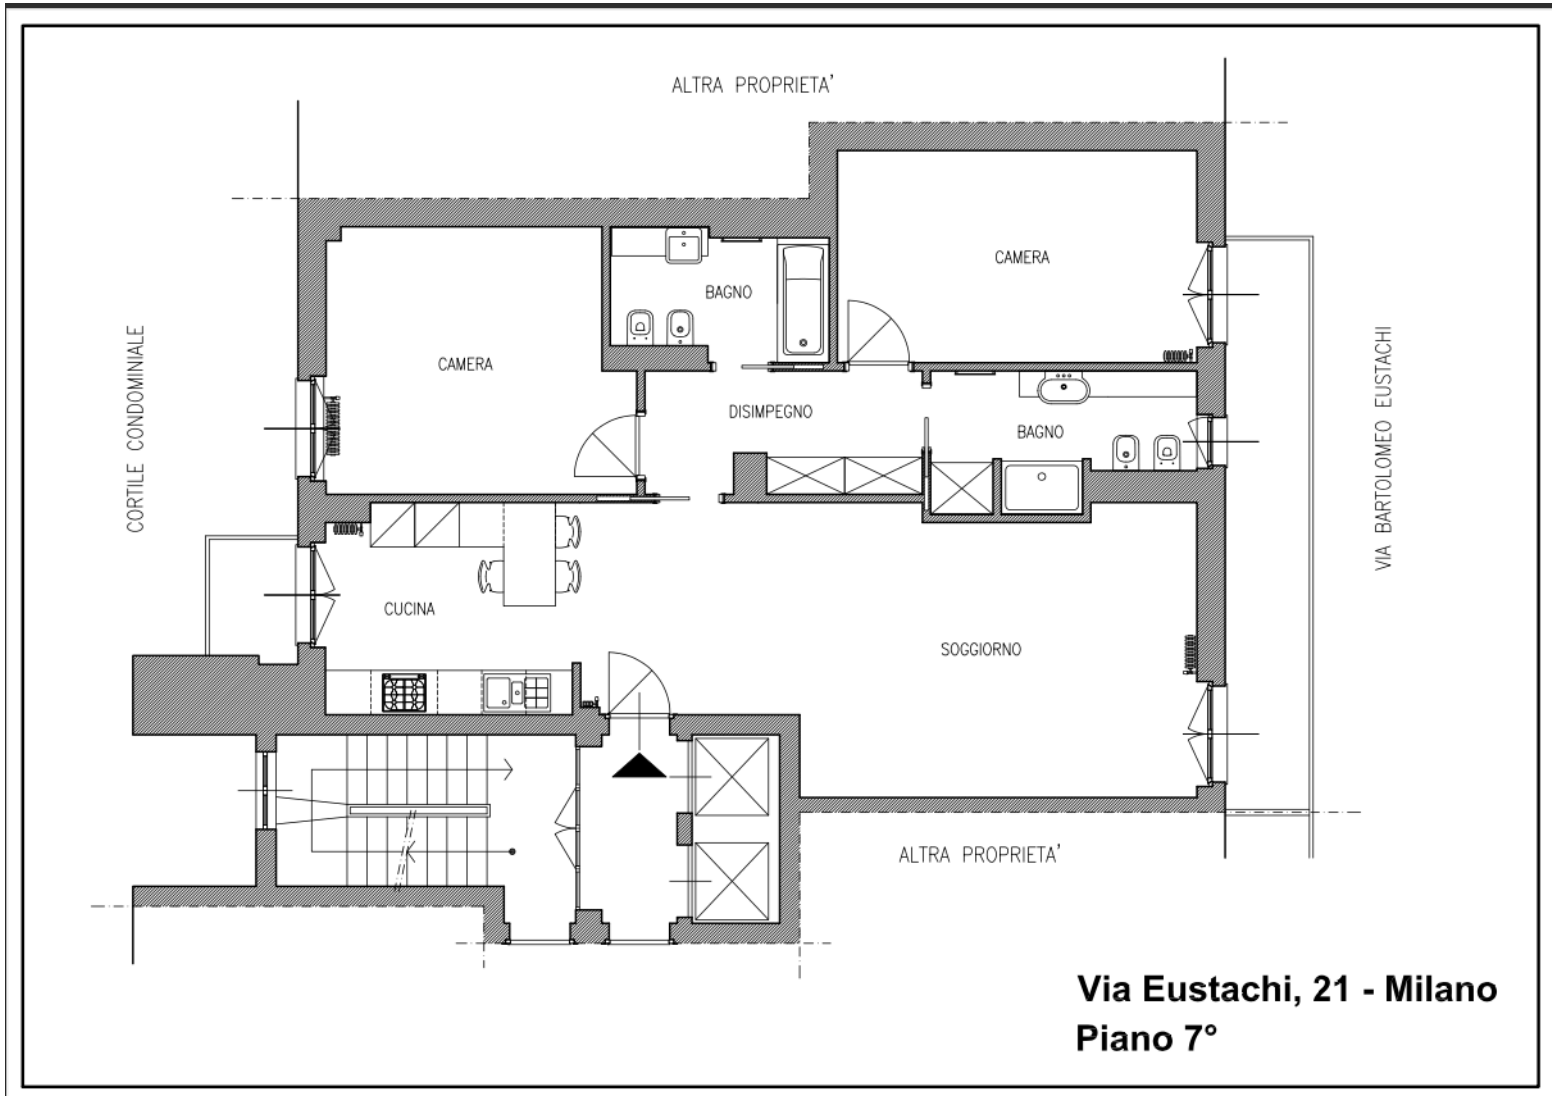 ALTRA PROPRIETA'
CAMERA
BAGNO
CAMERA
CORTILE CONDOMINIALE
VIA BARTOLOMEO EUSTACHI
DISIMPEGNO
BAGNO
CUCINA
SOGGIORNO
ALTRA PROPRIETA'
Via Eustachi, 21 - Milano
Piano 7°